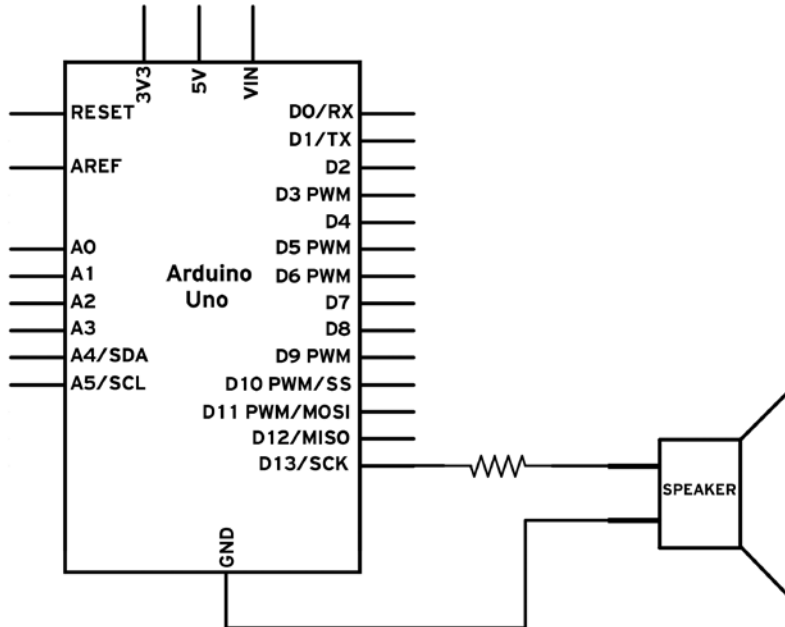 3V3
5V
VIN
RESET
AREF
A0
A1
A2
A3
A4/SDA
A5/SCL
Arduino
Uno
D0/RX
D1/TX
D2
D3 PWM
D4
D5 PWM
D6 PWM
D7
D8
D9 PWM
D10 PWM/SS
D11 PWM/MOSI
D12/MISO
D13/SCK
GND
SPEAKER